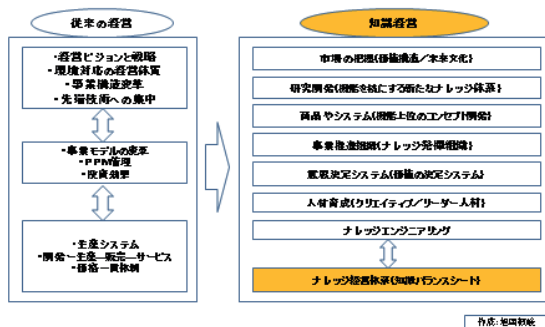 従来の経営
・経営ビジョンと戦略
・環境対応の経営体質
・事業構造変革
・先端技術への集中
・事業モデルの変革
・PPM管理
・投資効果
・生産システム
・開発ー生産ー販売ーサービス
・価格一貫体制
知識経営
市場の把握(価値構造/未来文化)
研究開発(機能を核にする新たなナレッジ体系)
商品やシステム(機能上位のコンセプト開発)
事業推進組織(ナレッジ発揮組織)
意思決定システム(価値の決定システム)
人材育成(クリエイティブ/リーダー人材)
ナレッジエンジニアリング
ナレッジ経営体系(知識バランスシート)
作成: